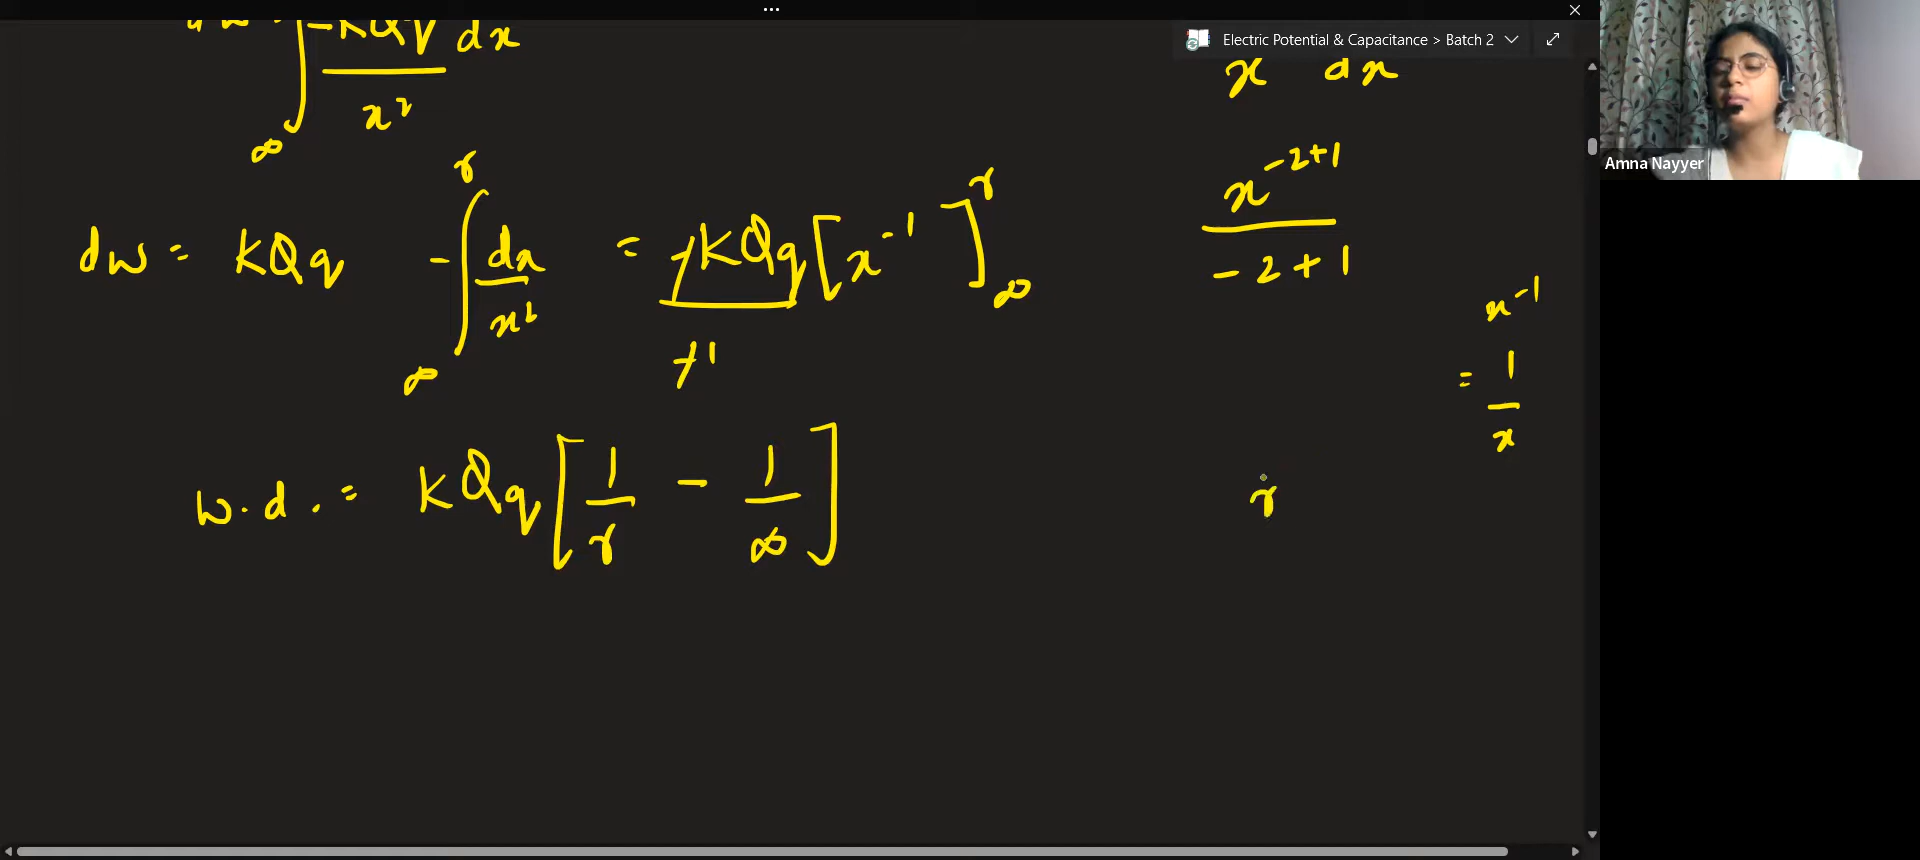 Electric Potential & Capacitance > Batch 2
∫ -KQq/x² dx
∞
x dx
Amna Nayyer
x^(-2+1) / -2+1
dw = KQq -∫_∞^r dx/x² = -KQq/-1 [x⁻¹]_∞^r
x⁻¹
= 1/x
W.d. = KQq [1/r - 1/∞]
r